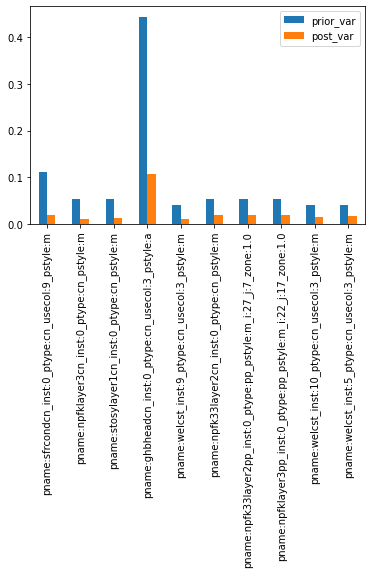 prior_var
post_var
0.4
0.3
0.2
0.1
0.0
pname:sfrcondcn_inst:0_ptype:cn_usecol:9_pstyle:m
pname:npfklayer3cn_inst:0_ptype:cn_pstyle:m
pname:stosylayer1cn_inst:0_ptype:cn_pstyle:m
pname:ghbheadcn_inst:0_ptype:cn_usecol:3_pstyle:a
pname:welcst_inst:9_ptype:cn_usecol:3_pstyle:m
pname:npfk33layer2cn_inst:0_ptype:cn_pstyle:m
pname:npfk33layer2pp_inst:0_ptype:pp_pstyle:m_i:27_j:7_zone:1.0
pname:npfklayer3pp_inst:0_ptype:pp_pstyle:m_i:22_j:17_zone:1.0
pname:welcst_inst:10_ptype:cn_usecol:3_pstyle:m
pname:welcst_inst:5_ptype:cn_usecol:3_pstyle:m